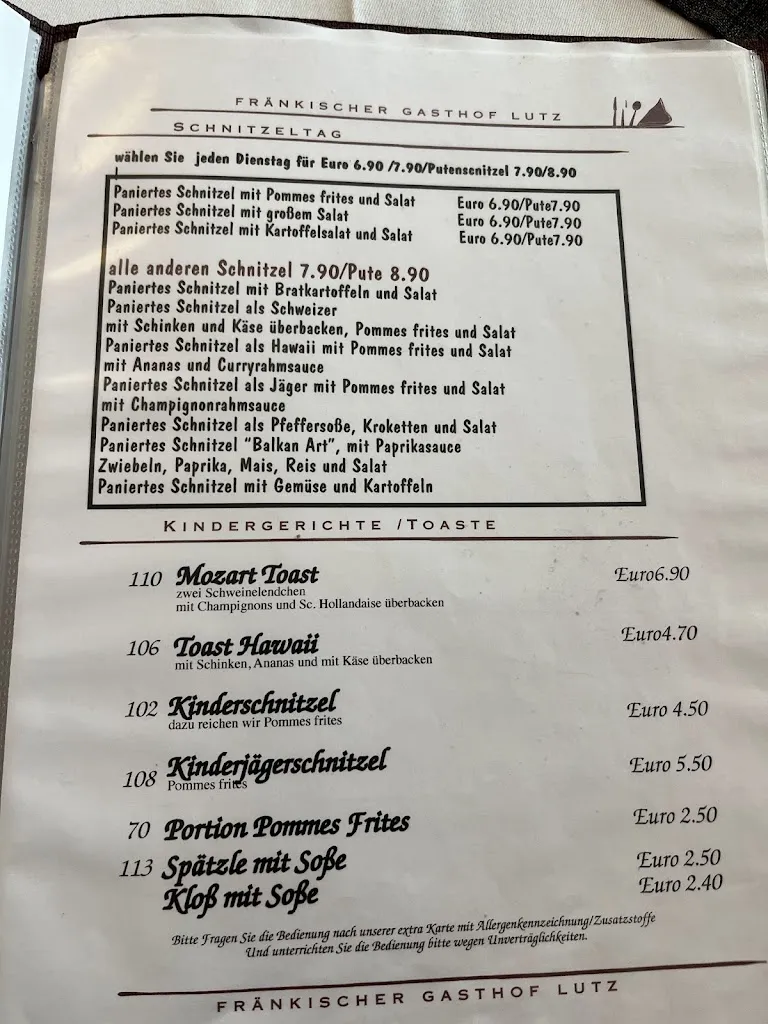 FRÄNKISCHER GASTHOF LUTZ
SCHNITZELTAG
wählen Sie jeden Dienstag für Euro 6.90 /7.90/Putenscnitzel 7.90/8.90
Paniertes Schnitzel mit Pommes frites und Salat Euro 6.90/Pute7.90
Paniertes Schnitzel mit großem Salat Euro 6.90/Pute7.90
Paniertes Schnitzel mit Kartoffelsalat und Salat Euro 6.90/Pute7.90
alle anderen Schnitzel 7.90/Pute 8.90
Paniertes Schnitzel mit Bratkartoffeln und Salat
Paniertes Schnitzel als Schweizer
mit Schinken und Käse überbacken, Pommes frites und Salat
Paniertes Schnitzel als Hawaii mit Pommes frites und Salat
mit Ananas und Curryrahmsauce
Paniertes Schnitzel als Jäger mit Pommes frites und Salat
mit Champignonrahmsauce
Paniertes Schnitzel als Pfeffersoße, Kroketten und Salat
Paniertes Schnitzel "Balkan Art", mit Paprikasauce
Zwiebeln, Paprika, Mais, Reis und Salat
Paniertes Schnitzel mit Gemüse und Kartoffeln
KINDERGERICHTE /TOASTE
110 Mozart Toast Euro6.90
zwei Schweinelendchen
mit Champignons und Sc. Hollandaise überbacken
106 Toast Hawaii Euro4.70
mit Schinken, Ananas und mit Käse überbacken
102 Kinderschnitzel Euro 4.50
dazu reichen wir Pommes frites
108 Kinderjägerschnitzel Euro 5.50
Pommes frites
70 Portion Pommes Frites Euro 2.50
113 Spätzle mit Soße Euro 2.50
Kloß mit Soße Euro 2.40
Bitte Fragen Sie die Bedienung nach unserer extra Karte mit Allergenkennzeichnung/Zusatzstoffe
Und unterrichten Sie die Bedienung bitte wegen Unverträglichkeiten.
FRÄNKISCHER GASTHOF LUTZ